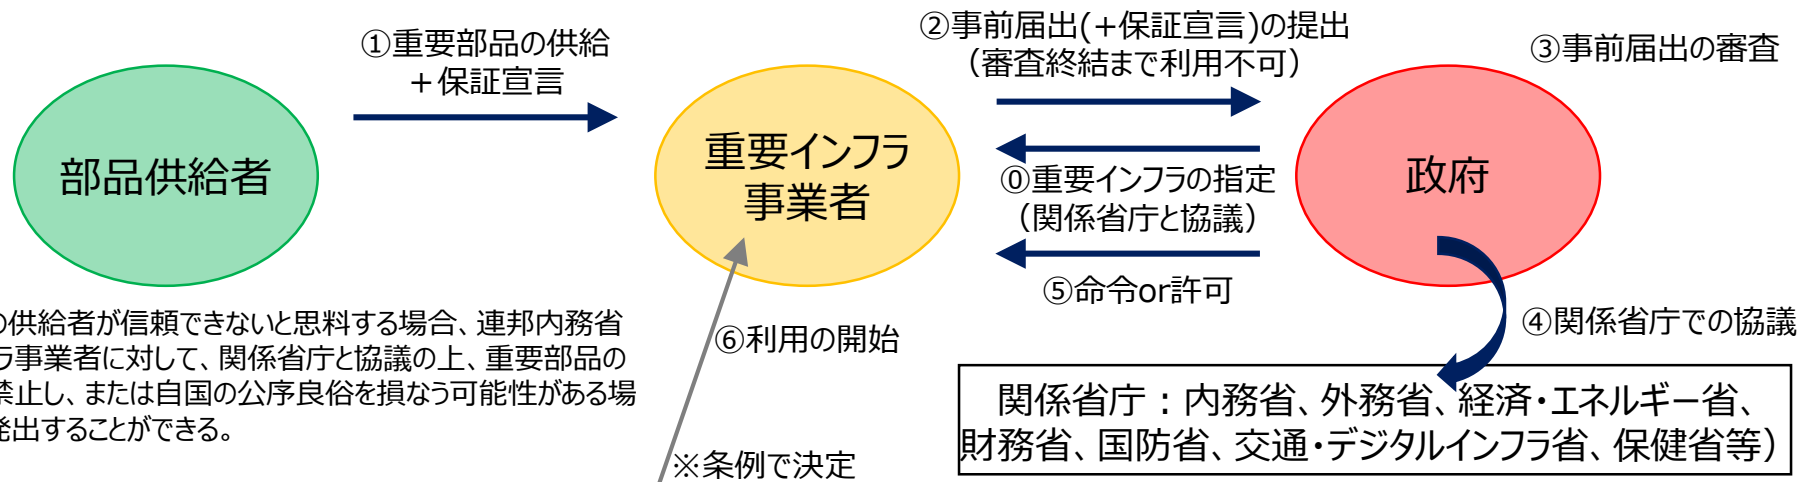 ①重要部品の供給
＋保証宣言
②事前届出(+保証宣言)の提出
（審査終結まで利用不可）
③事前届出の審査
部品供給者
重要インフラ
事業者
政府
⓪重要インフラの指定
（関係省庁と協議）
⑤命令or許可
④関係省庁での協議
⑥利用の開始
の供給者が信頼できないと思料する場合、連邦内務省
ラ事業者に対して、関係省庁と協議の上、重要部品の
禁止し、または自国の公序良俗を損なう可能性がある場
発出することができる。
関係省庁：内務省、外務省、経済・エネルギー省、
財務省、国防省、交通・デジタルインフラ省、保健省等）
※条例で決定